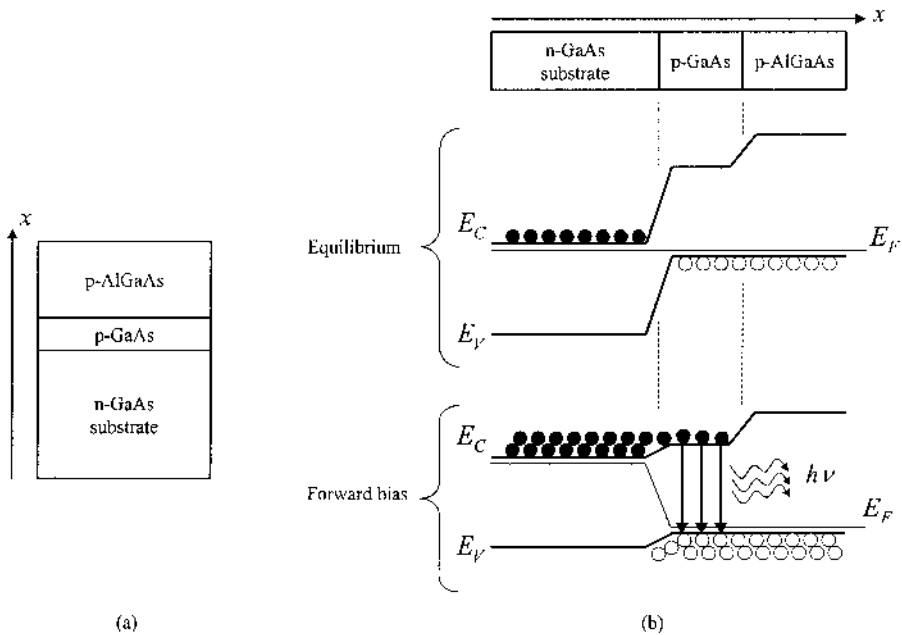 x
n-GaAs
substrate
p-GaAs
p-AlGaAs
x
p-AlGaAs
p-GaAs
n-GaAs
substrate
Equilibrium
E_C
E_F
E_V
Forward bias
E_C
hν
E_F
E_V
(a)
(b)